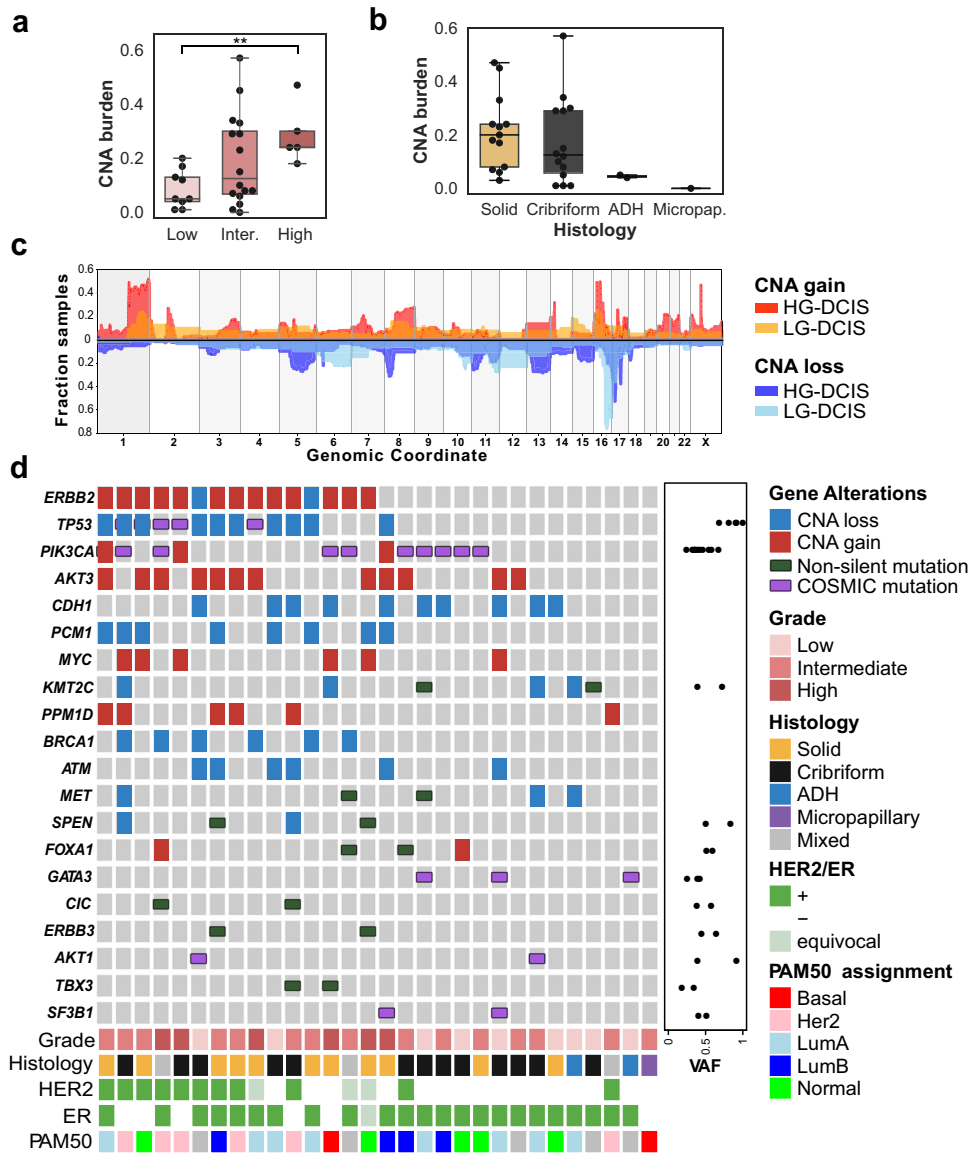 a
CNA burden
0.6
0.4
0.2
0.0
**
Low Inter. High
b
CNA burden
0.6
0.4
0.2
0.0
Solid Cribriform ADH Micropap.
Histology
c
Fraction samples
0.6
0.4
0.2
0
0.2
0.4
0.6
0.8
1 2 3 4 5 6 7 8 9 10 11 12 13 14 15 16 17 18 19 20 22 X
Genomic Coordinate
CNA gain
HG-DCIS
LG-DCIS
CNA loss
HG-DCIS
LG-DCIS
d
ERBB2
TP53
PIK3CA
AKT3
CDH1
PCM1
MYC
KMT2C
PPM1D
BRCA1
ATM
MET
SPEN
FOXA1
GATA3
CIC
ERBB3
AKT1
TBX3
SF3B1
Grade
Histology
HER2
ER
PAM50
0 0.5 1
VAF
Gene Alterations
CNA loss
CNA gain
Non-silent mutation
COSMIC mutation
Grade
Low
Intermediate
High
Histology
Solid
Cribriform
ADH
Micropapillary
Mixed
HER2/ER
+
−
equivocal
PAM50 assignment
Basal
Her2
LumA
LumB
Normal